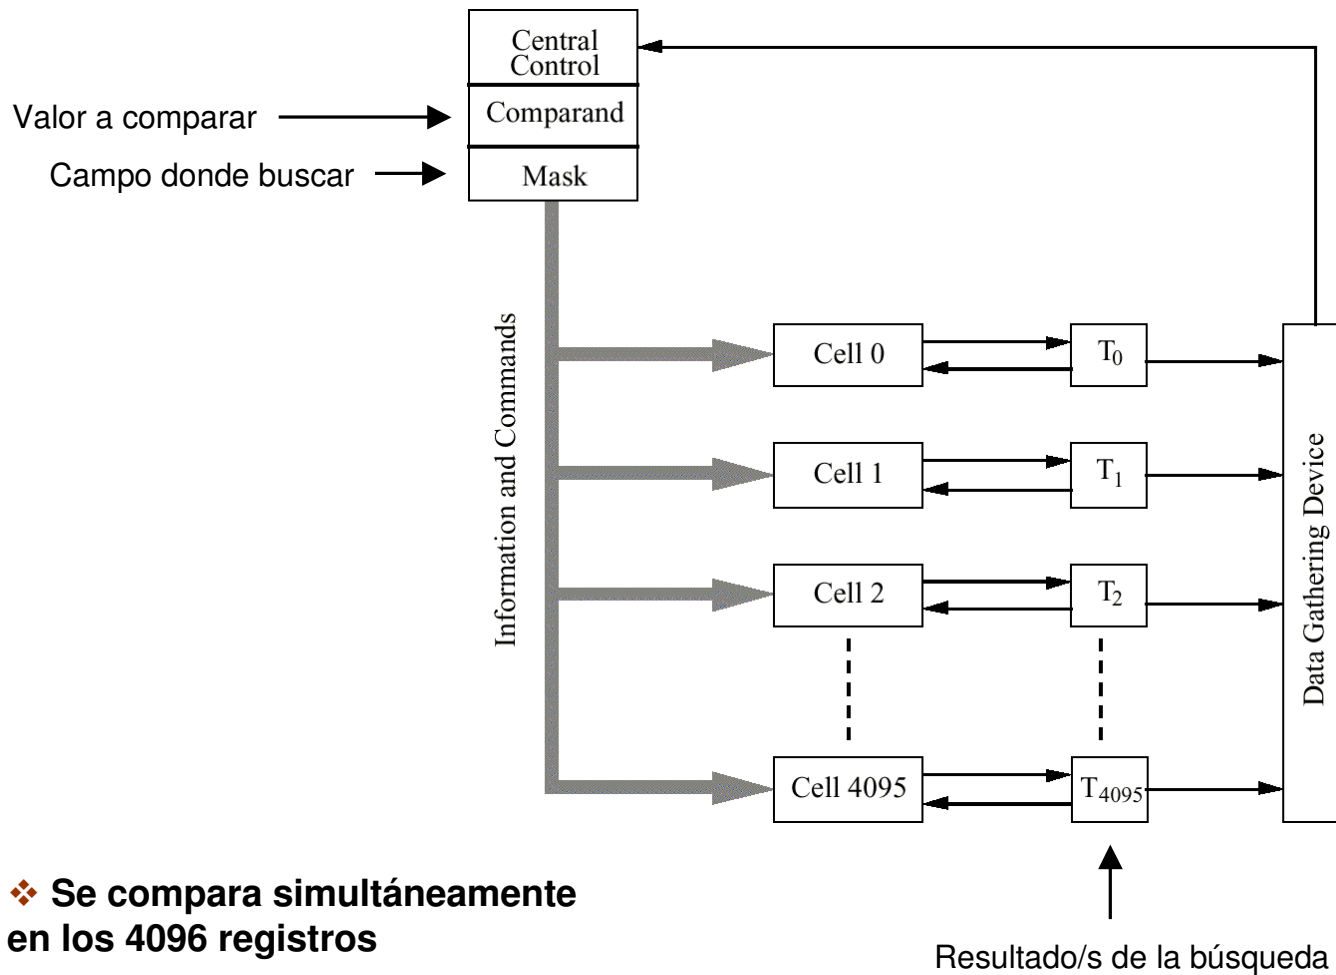 Central
Control
Valor a comparar
Comparand
Campo donde buscar
Mask
Information and Commands
Cell 0
T0
Cell 1
T1
Cell 2
T2
Cell 4095
T4095
Data Gathering Device
❖ Se compara simultáneamente
en los 4096 registros
Resultado/s de la búsqueda